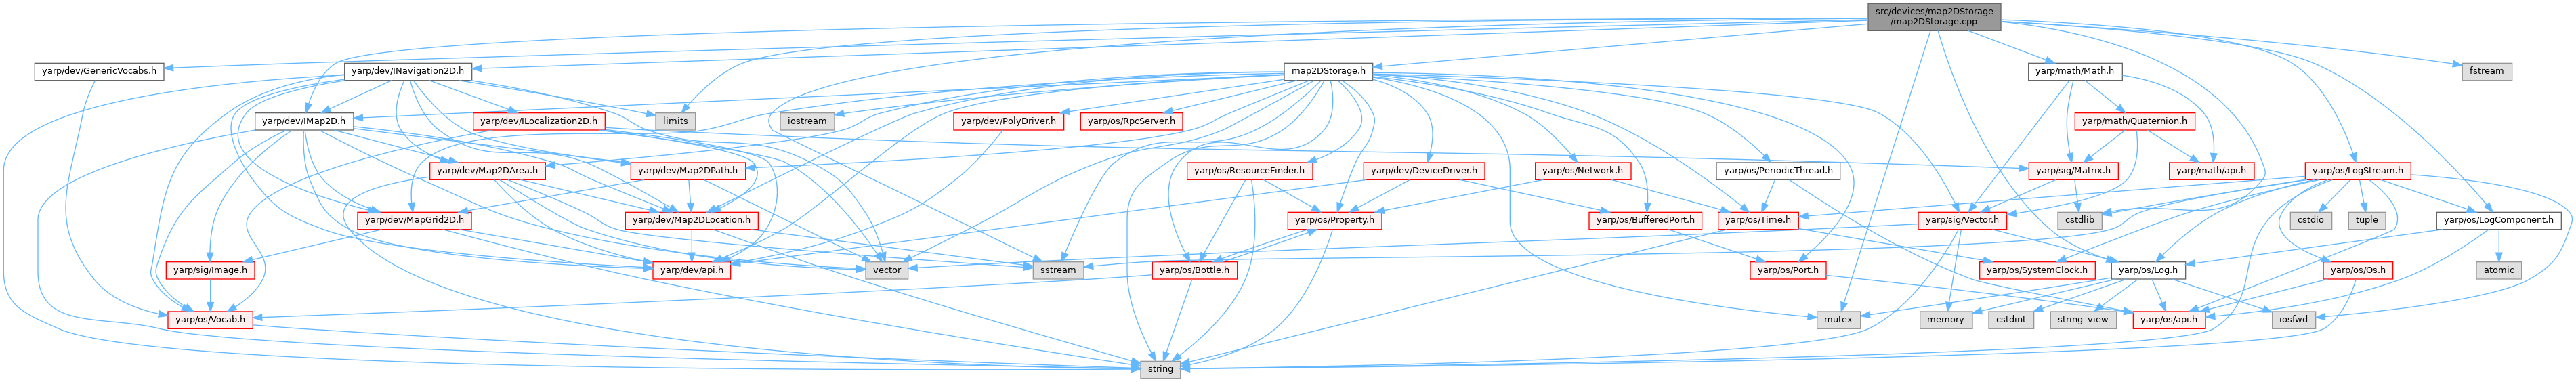 src/devices/map2DStorage
/map2DStorage.cpp
yarp/dev/GenericVocabs.h
yarp/dev/INavigation2D.h
map2DStorage.h
yarp/math/Math.h
fstream
yarp/dev/IMap2D.h
yarp/dev/ILocalization2D.h
limits
iostream
yarp/dev/PolyDriver.h
yarp/os/RpcServer.h
yarp/math/Quaternion.h
yarp/dev/Map2DArea.h
yarp/dev/Map2DPath.h
yarp/os/ResourceFinder.h
yarp/dev/DeviceDriver.h
yarp/os/Network.h
yarp/os/PeriodicThread.h
yarp/sig/Matrix.h
yarp/math/api.h
yarp/os/LogStream.h
yarp/dev/MapGrid2D.h
yarp/dev/Map2DLocation.h
yarp/os/Property.h
yarp/os/BufferedPort.h
yarp/os/Time.h
yarp/sig/Vector.h
cstdlib
cstdio
tuple
yarp/os/LogComponent.h
yarp/sig/Image.h
yarp/dev/api.h
vector
sstream
yarp/os/Bottle.h
yarp/os/Port.h
yarp/os/SystemClock.h
yarp/os/Log.h
yarp/os/Os.h
atomic
yarp/os/Vocab.h
mutex
memory
cstdint
string_view
yarp/os/api.h
iosfwd
string